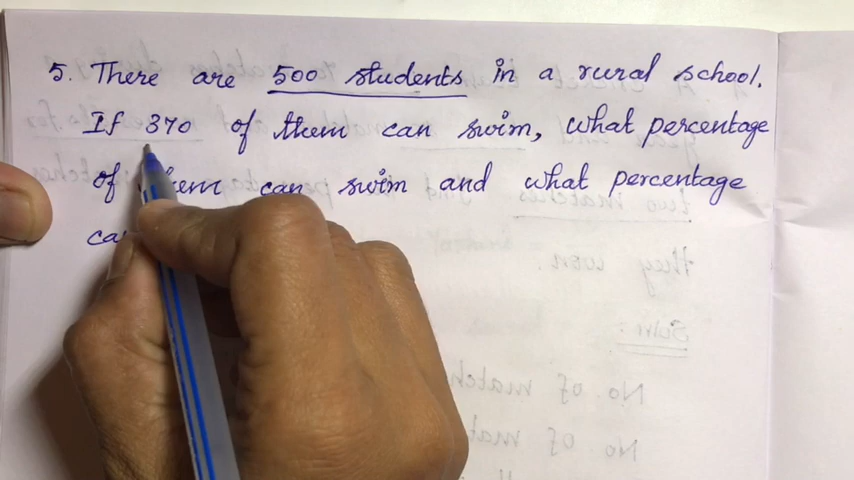 5. There are 500 students in a rural school.
If 370 of them can swim, what percentage
of them can swim and what percentage